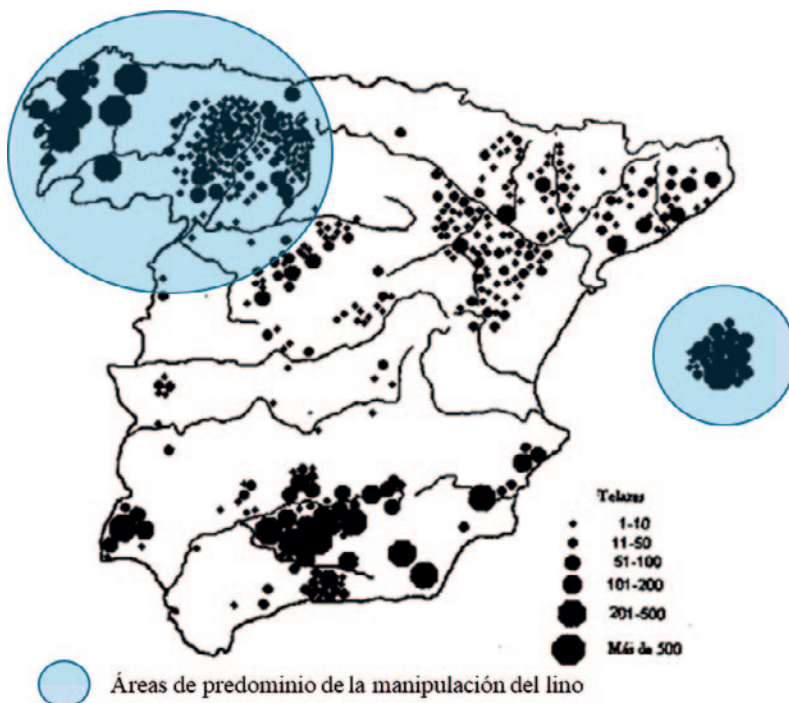 Telares
1-10
11-50
51-100
101-200
201-500
Más de 500
Áreas de predominio de la manipulación del lino